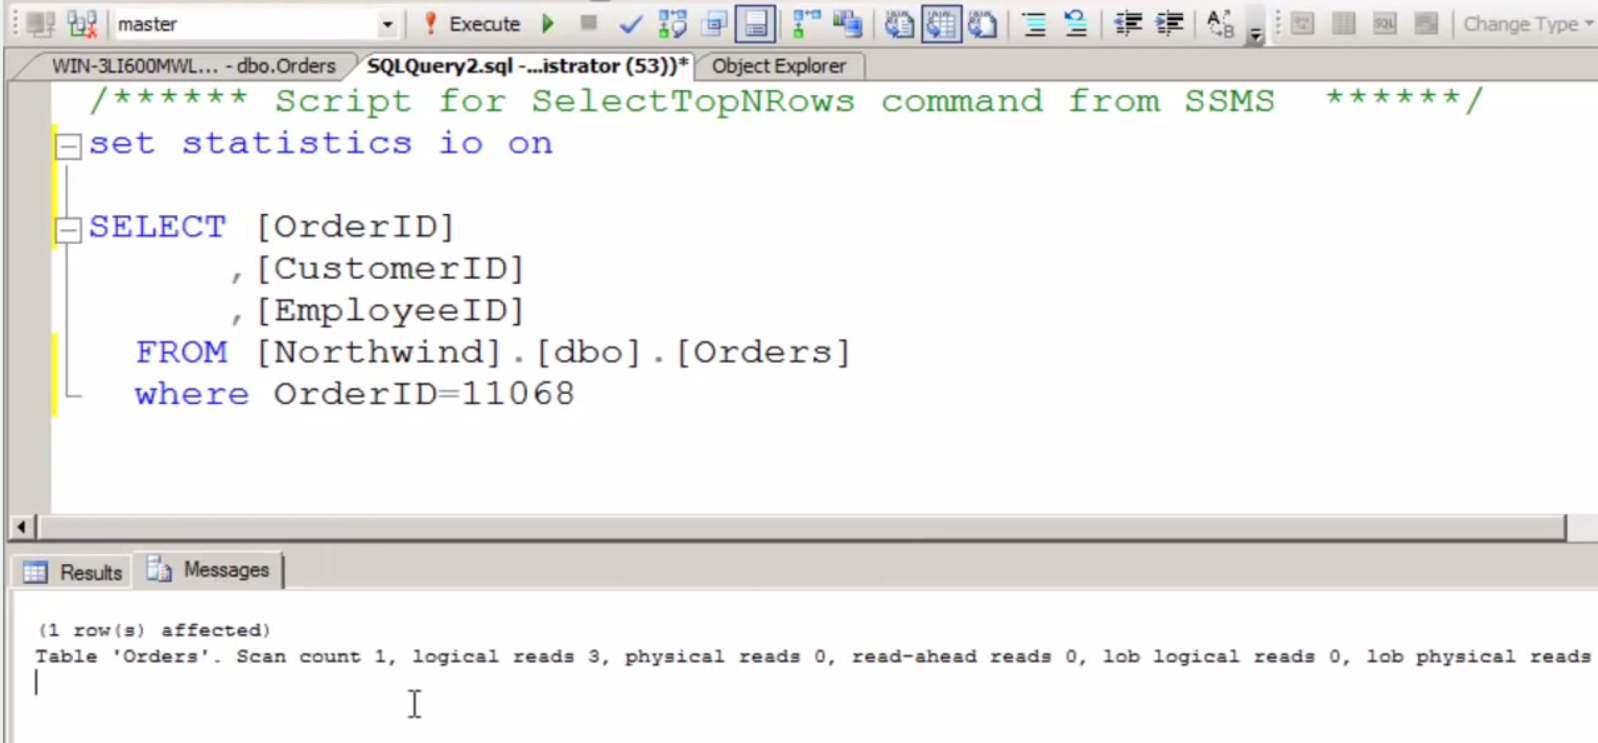 master Execute Change Type
WIN-3LI600MWL... - dbo.Orders SQLQuery2.sql -...istrator (53))* Object Explorer
/****** Script for SelectTopNRows command from SSMS ******/
set statistics io on
SELECT [OrderID]
,[CustomerID]
,[EmployeeID]
FROM [Northwind].[dbo].[Orders]
where OrderID=11068
Results Messages
(1 row(s) affected)
Table 'Orders'. Scan count 1, logical reads 3, physical reads 0, read-ahead reads 0, lob logical reads 0, lob physical reads